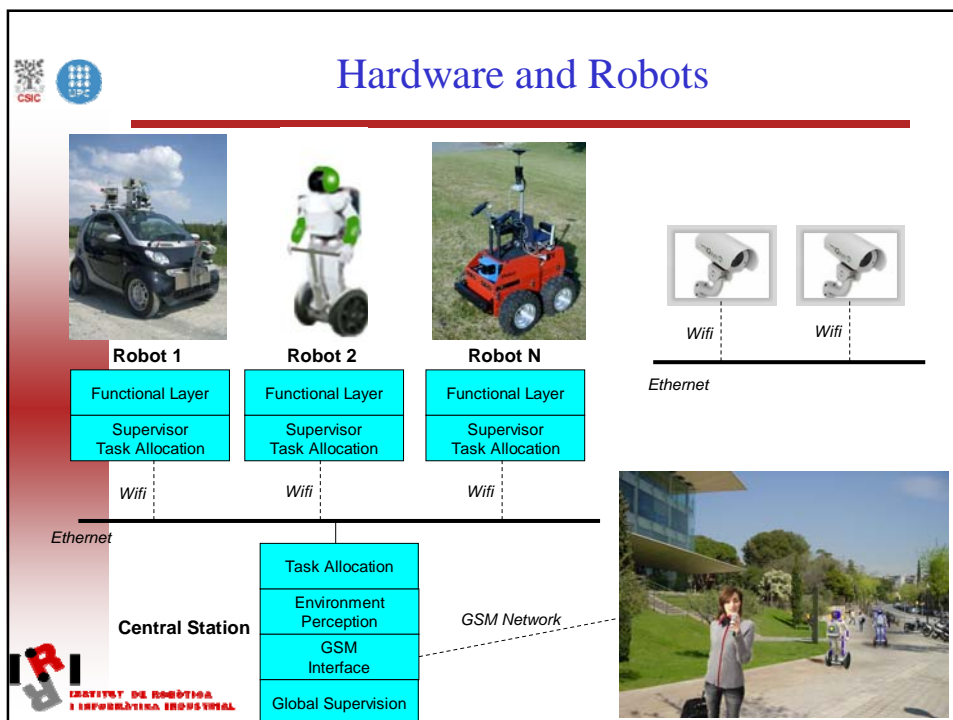 Hardware and Robots
CSIC
UPC
Robot 1
Robot 2
Robot N
Functional Layer
Functional Layer
Functional Layer
Supervisor
Task Allocation
Supervisor
Task Allocation
Supervisor
Task Allocation
Wifi
Wifi
Wifi
Ethernet
Wifi
Wifi
Ethernet
Central Station
Task Allocation
Environment
Perception
GSM
Interface
Global Supervision
GSM Network
IRI
INSTITUT DE ROBÒTICA
I INFORMÀTICA INDUSTRIAL